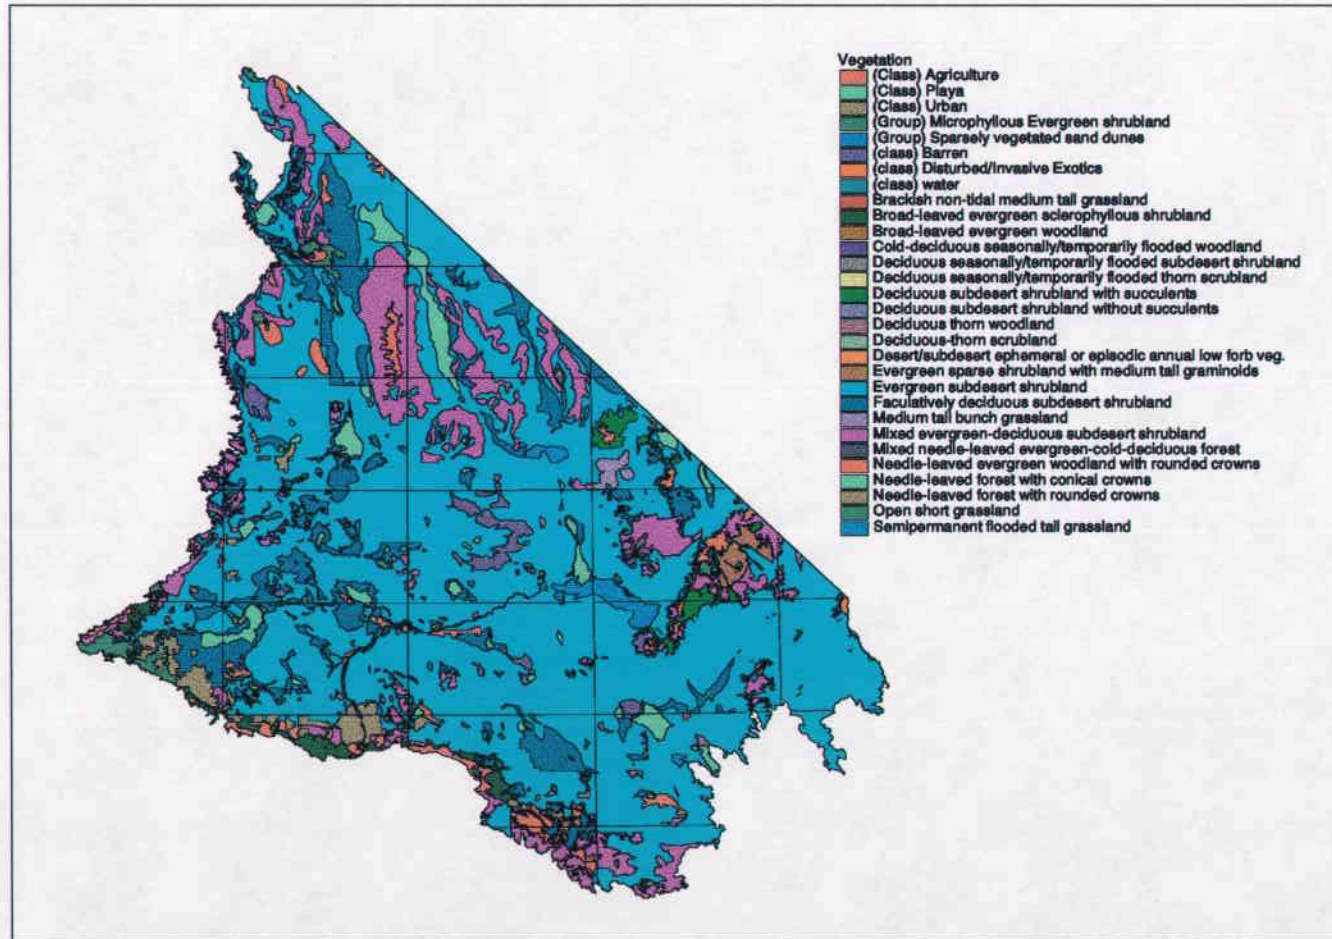 Vegetation
(Class) Agriculture
(Class) Playa
(Class) Urban
(Group) Microphyllous Evergreen shrubland
(Group) Sparsely vegetated sand dunes
(class) Barren
(class) Disturbed/Invasive Exotics
(class) water
Brackish non-tidal medium tall grassland
Broad-leaved evergreen sclerophyllous shrubland
Broad-leaved evergreen woodland
Cold-deciduous seasonally/temporarily flooded woodland
Deciduous seasonally/temporarily flooded subdesert shrubland
Deciduous seasonally/temporarily flooded thorn scrubland
Deciduous subdesert shrubland with succulents
Deciduous subdesert shrubland without succulents
Deciduous thorn woodland
Deciduous-thorn scrubland
Desert/subdesert ephemeral or episodic annual low forb veg.
Evergreen sparse shrubland with medium tall graminoids
Evergreen subdesert shrubland
Faculatively deciduous subdesert shrubland
Medium tall bunch grassland
Mixed evergreen-deciduous subdesert shrubland
Mixed needle-leaved evergreen-cold-deciduous forest
Needle-leaved evergreen woodland with rounded crowns
Needle-leaved forest with conical crowns
Needle-leaved forest with rounded crowns
Open short grassland
Semipermanent flooded tall grassland